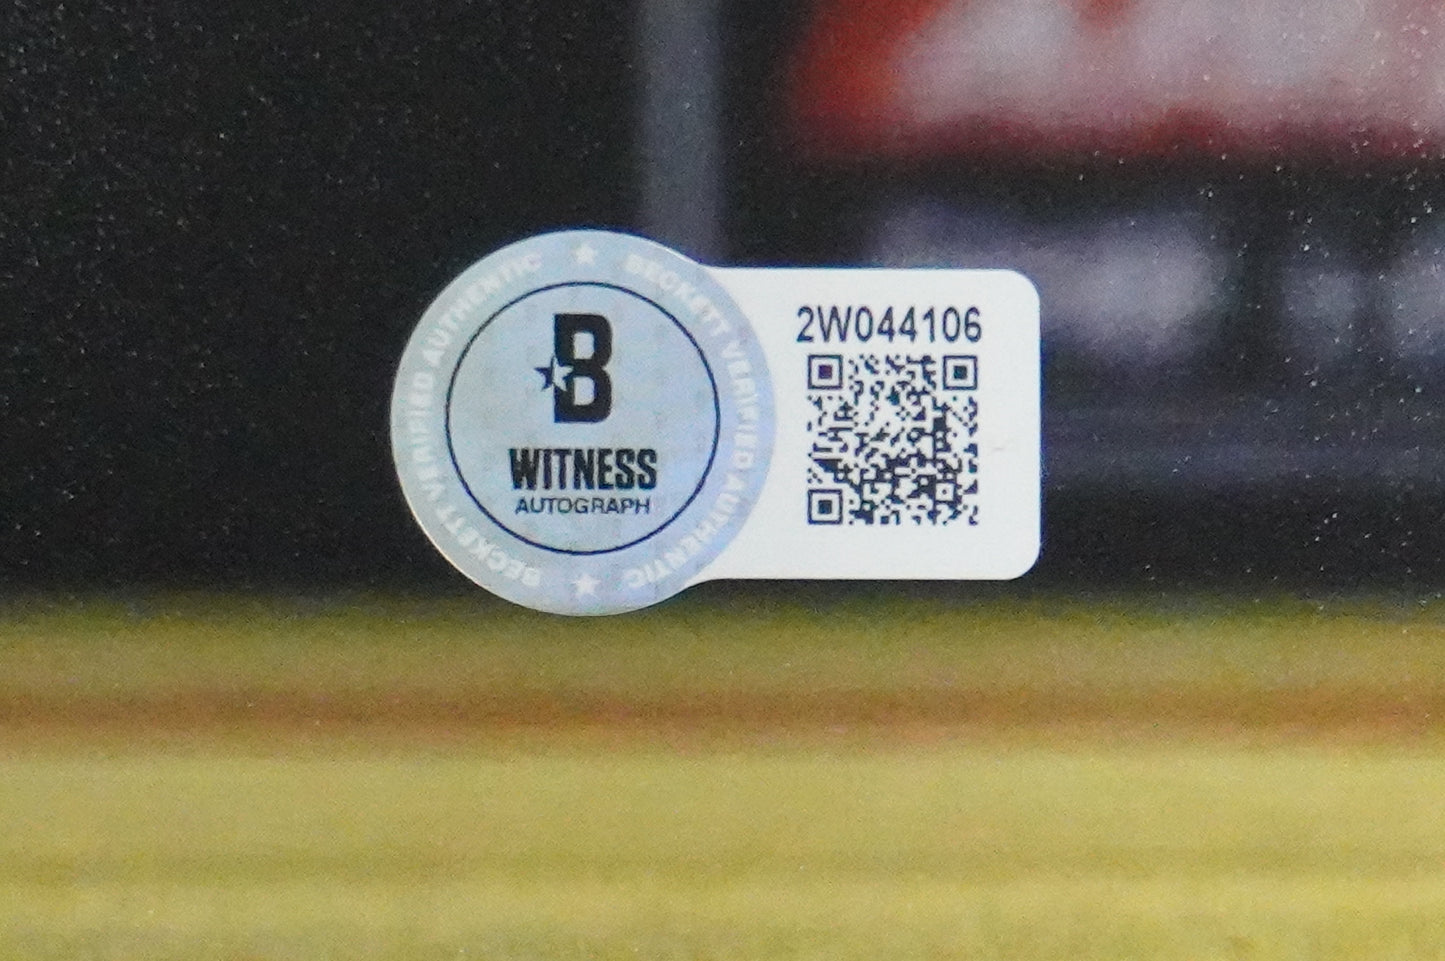 BECKETT VERIFIED AUTHENTIC ★ BECKETT VERIFIED AUTHENTIC ★
B
WITNESS
AUTOGRAPH
2W044106